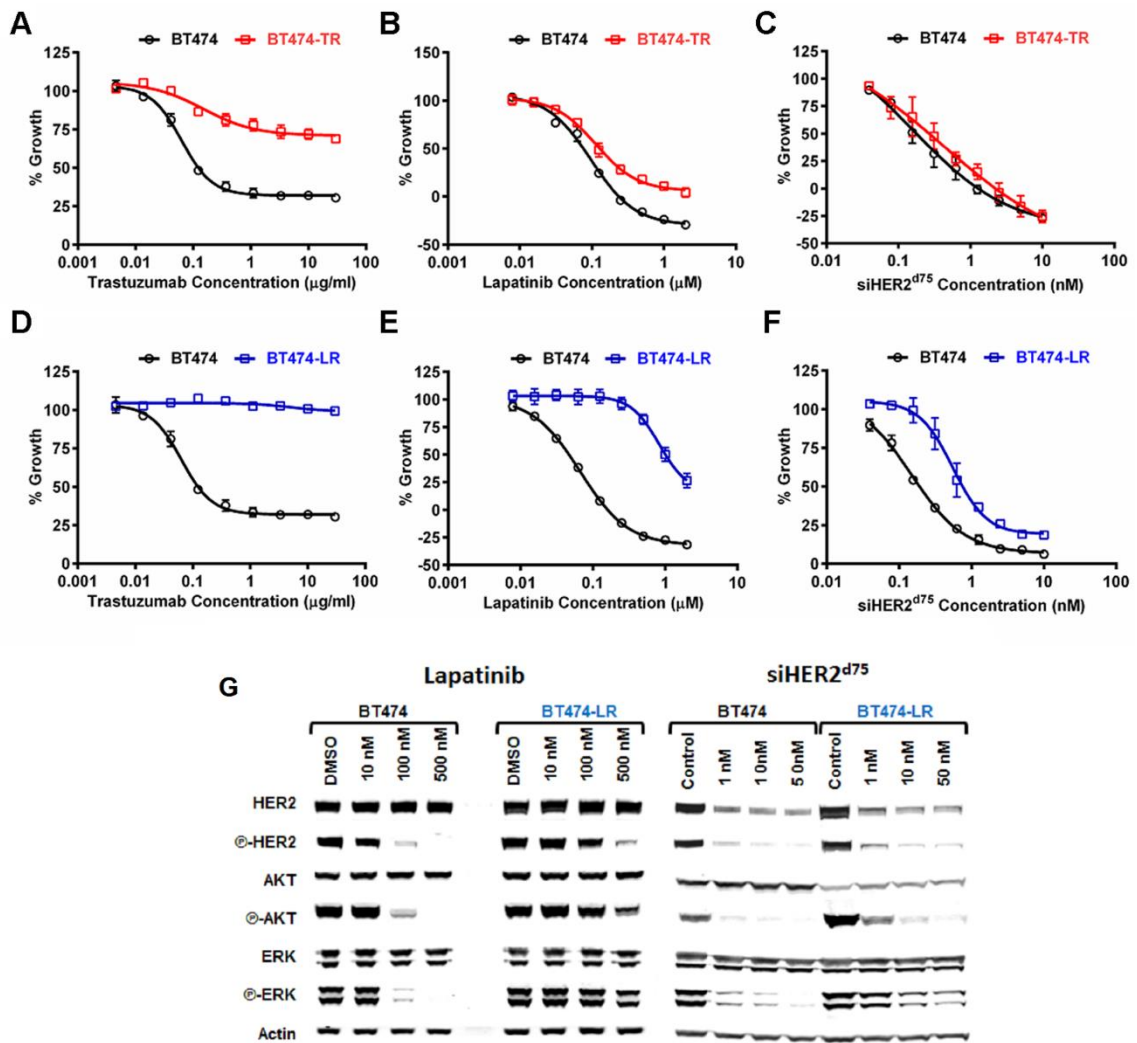 A
BT474 BT474-TR
% Growth
125
100
75
50
25
0
0.001 0.01 0.1 1 10 100
Trastuzumab Concentration (μg/ml)
B
BT474 BT474-TR
% Growth
150
100
50
0
-50
0.001 0.01 0.1 1 10
Lapatinib Concentration (μM)
C
BT474 BT474-TR
% Growth
125
100
75
50
25
0
-25
-50
0.01 0.1 1 10 100
siHER2d75 Concentration (nM)
D
BT474 BT474-LR
% Growth
125
100
75
50
25
0
0.001 0.01 0.1 1 10 100
Trastuzumab Concentration (μg/ml)
E
BT474 BT474-LR
% Growth
125
100
75
50
25
0
-25
-50
0.001 0.01 0.1 1 10
Lapatinib Concentration (μM)
F
BT474 BT474-LR
% Growth
125
100
75
50
25
0
0.01 0.1 1 10 100
siHER2d75 Concentration (nM)
G
Lapatinib siHER2d75
BT474 BT474-LR BT474 BT474-LR
DMSO 10 nM 100 nM 500 nM DMSO 10 nM 100 nM 500 nM Control 1 nM 1 0nM 5 0nM Control 1 nM 10 nM 50 nM
HER2
Ⓟ-HER2
AKT
Ⓟ-AKT
ERK
Ⓟ-ERK
Actin